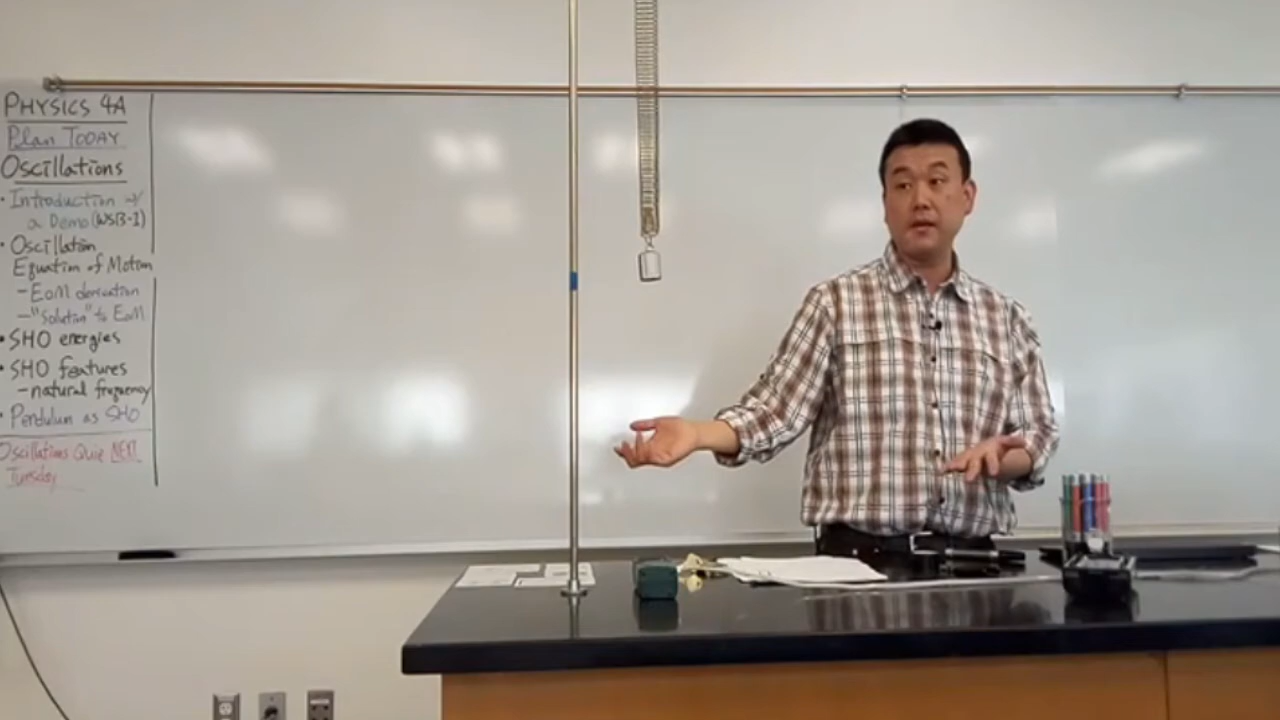 PHYSICS 4A
Plan TODAY
Oscillations
• Introduction w/
a Demo (WS13-1)
• Oscillation
Equation of Motion
- EoM derivation
- "Solution" to EoM
• SHO energies
• SHO features
- natural frequency
• Pendulum as SHO
Oscillations Quiz NEXT
Tuesday